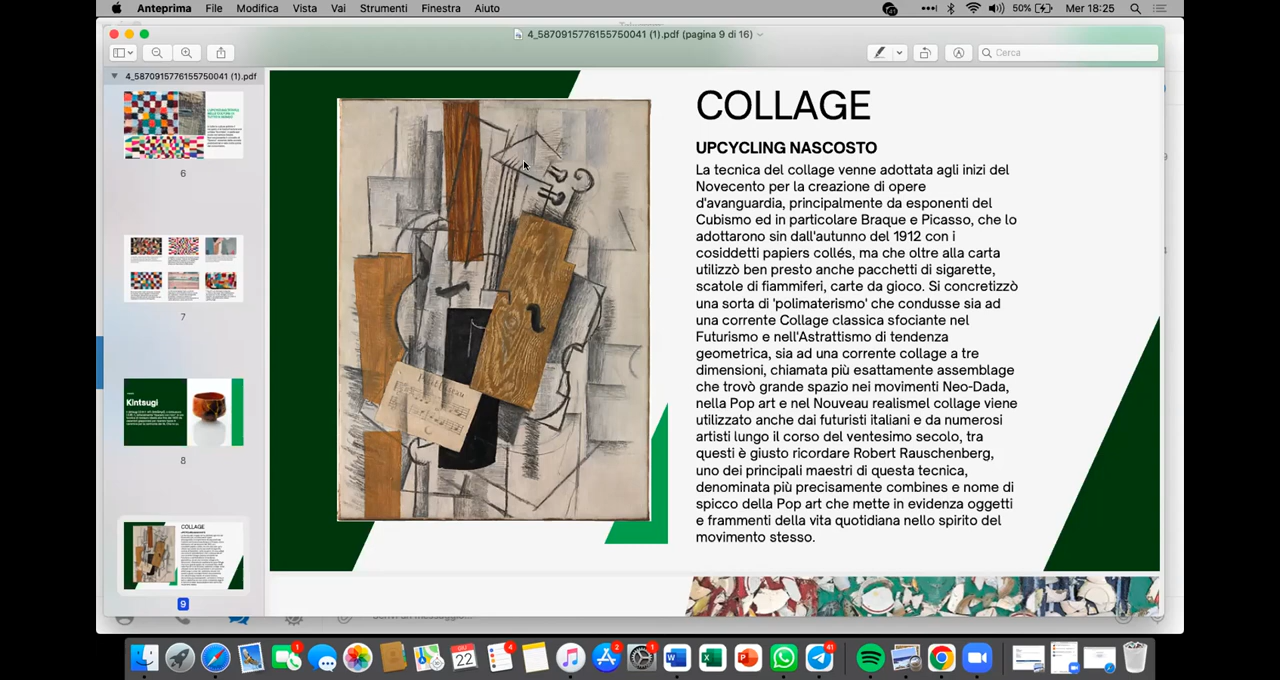 Anteprima File Modifica Vista Vai Strumenti Finestra Aiuto 50% Mer 18:25
4_5870915776155750041 (1).pdf (pagina 9 di 16)
Cerca
4_5870915776155750041 (1).pdf
6
7
Kintsugi
8
COLLAGE
9
COLLAGE
UPCYCLING NASCOSTO
La tecnica del collage venne adottata agli inizi del
Novecento per la creazione di opere
d'avanguardia, principalmente da esponenti del
Cubismo ed in particolare Braque e Picasso, che lo
adottarono sin dall'autunno del 1912 con i
cosiddetti papiers collés, ma che oltre alla carta
utilizzò ben presto anche pacchetti di sigarette,
scatole di fiammiferi, carte da gioco. Si concretizzò
una sorta di 'polimaterismo' che condusse sia ad
una corrente Collage classica sfociante nel
Futurismo e nell'Astrattismo di tendenza
geometrica, sia ad una corrente collage a tre
dimensioni, chiamata più esattamente assemblage
che trovò grande spazio nei movimenti Neo-Dada,
nella Pop art e nel Nouveau realismel collage viene
utilizzato anche dai futuristi italiani e da numerosi
artisti lungo il corso del ventesimo secolo, tra
questi è giusto ricordare Robert Rauschenberg,
uno dei principali maestri di questa tecnica,
denominata più precisamente combines e nome di
spicco della Pop art che mette in evidenza oggetti
e frammenti della vita quotidiana nello spirito del
movimento stesso.
GIU
22
1
4
2
1
41